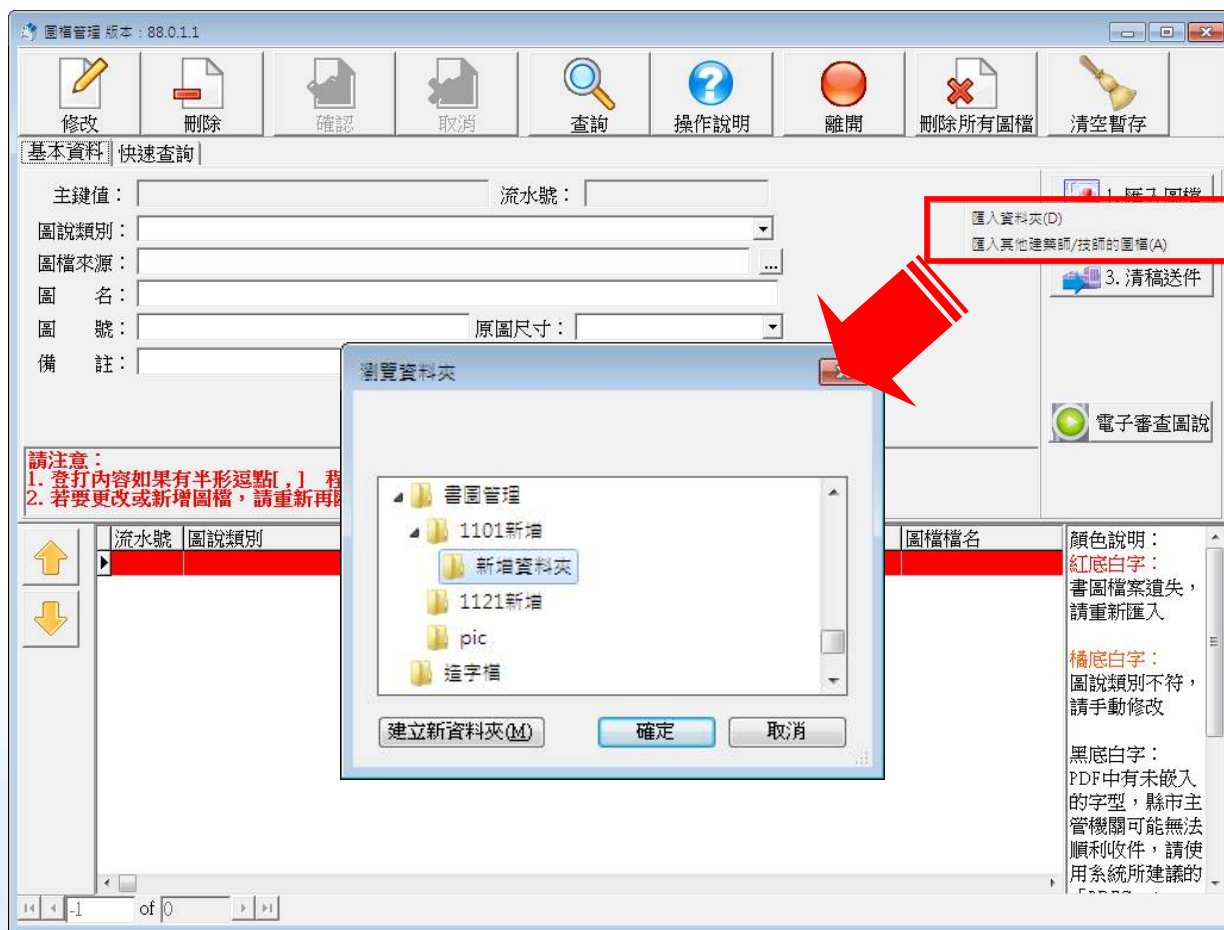 圖檔管理 版本：88.0.1.1
修改 刪除 確認 取消 查詢 操作說明 離開 刪除所有圖檔 清空暫存
基本資料 快速查詢
主鍵值： 流水號：
1. 匯入圖檔
匯入資料夾(D)
匯入其他建築師/技師的圖檔(A)
3. 清稿送件
圖說類別：
圖檔來源： ...
圖　　名：
圖　　號： 原圖尺寸：
備　　註：
電子審查圖說
請注意：
1. 登打內容如果有半形逗點[,] 程
2. 若要更改或新增圖檔，請重新再
瀏覽資料夾
書圖管理
1101新增
新增資料夾
1121新增
pic
造字檔
建立新資料夾(M) 確定 取消
流水號 圖說類別 圖檔檔名
顏色說明：
紅底白字：
書圖檔案遺失，
請重新匯入
橘底白字：
圖說類別不符，
請手動修改
黑底白字：
PDF中有未嵌入
的字型，縣市主
管機關可能無法
順利收件，請使
用系統所建議的
-1 of 0